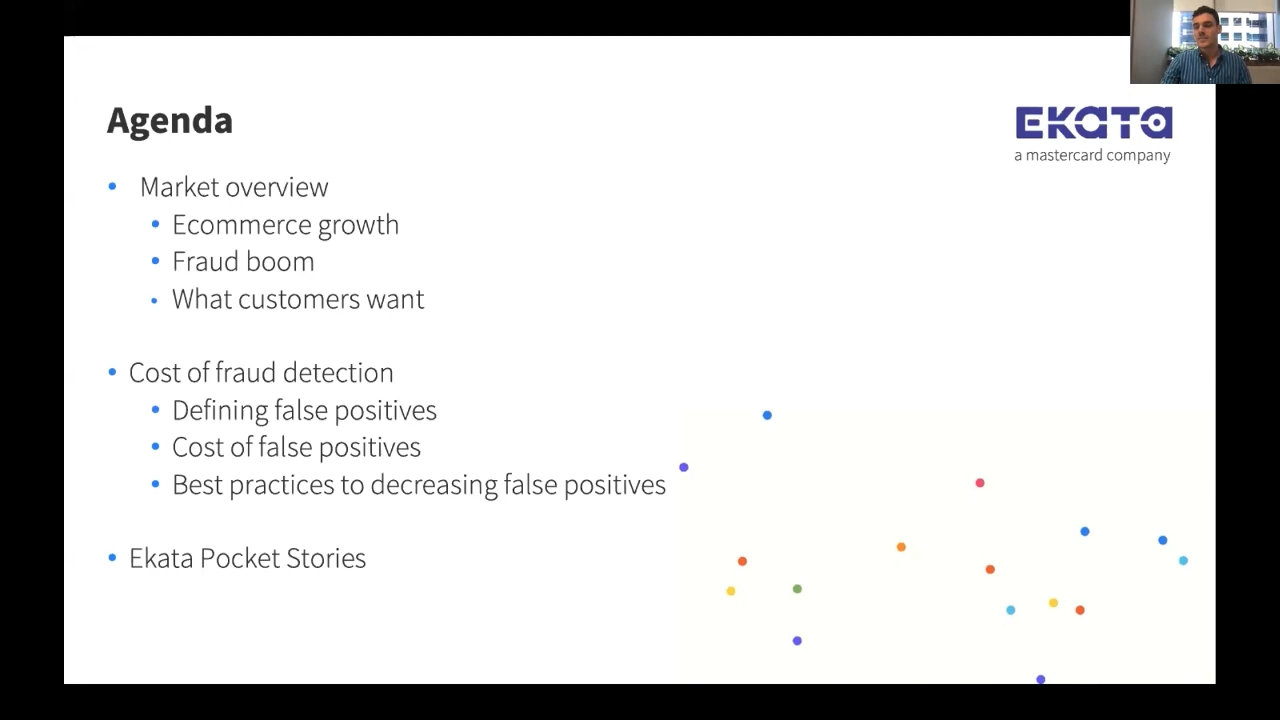 Agenda
EKATA
a mastercard company
• Market overview
• Ecommerce growth
• Fraud boom
• What customers want
• Cost of fraud detection
• Defining false positives
• Cost of false positives
• Best practices to decreasing false positives
• Ekata Pocket Stories